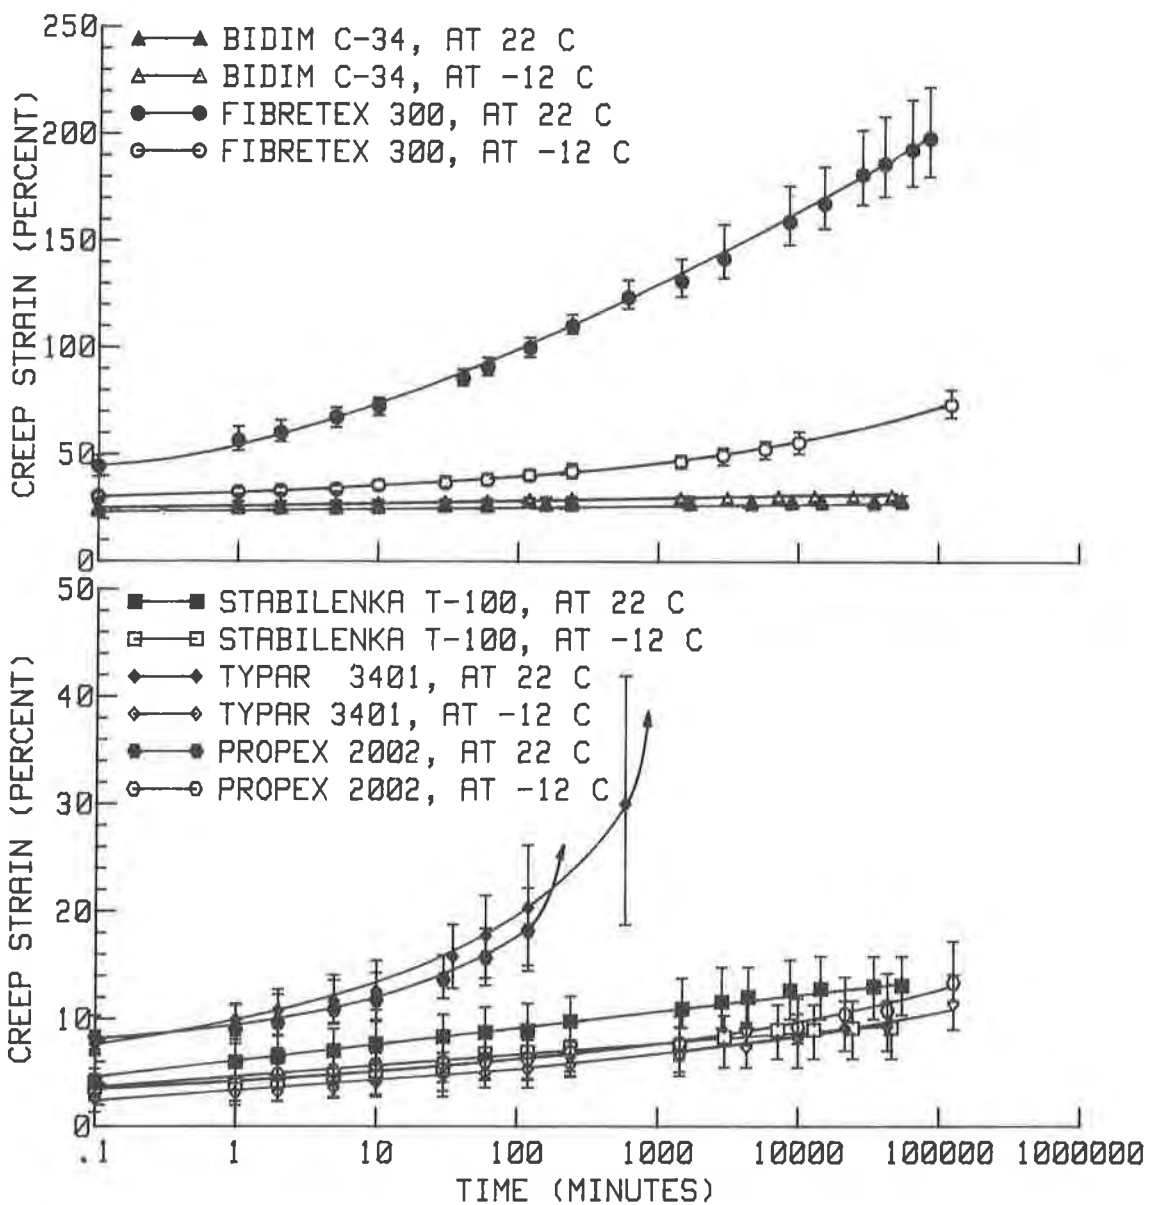 250
BIDIM C-34, AT 22 C
BIDIM C-34, AT -12 C
FIBRETEX 300, AT 22 C
FIBRETEX 300, AT -12 C
200
150
100
50
0
CREEP STRAIN (PERCENT)
50
STABILENKA T-100, AT 22 C
STABILENKA T-100, AT -12 C
TYPAR 3401, AT 22 C
TYPAR 3401, AT -12 C
PROPEX 2002, AT 22 C
PROPEX 2002, AT -12 C
40
30
20
10
0
CREEP STRAIN (PERCENT)
.1 1 10 100 1000 10000 100000 1000000
TIME (MINUTES)